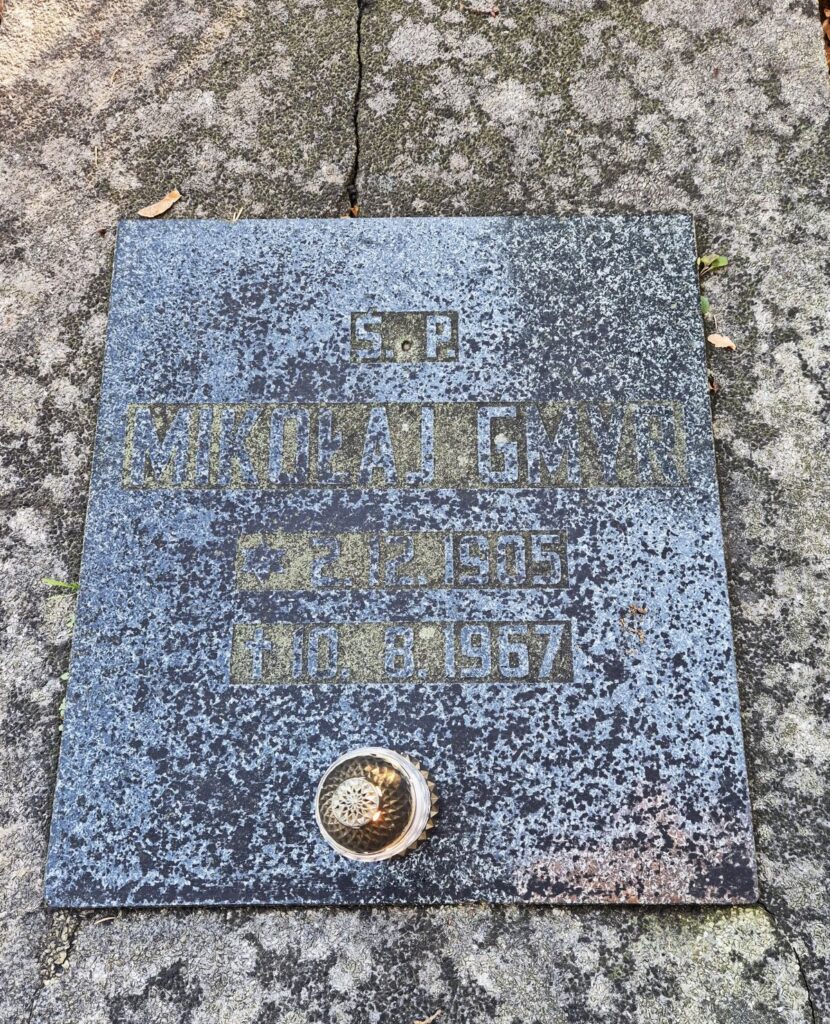 Ś. P.
MIKOŁAJ GMYR
* 2.12.1905
† 10. 8.1967